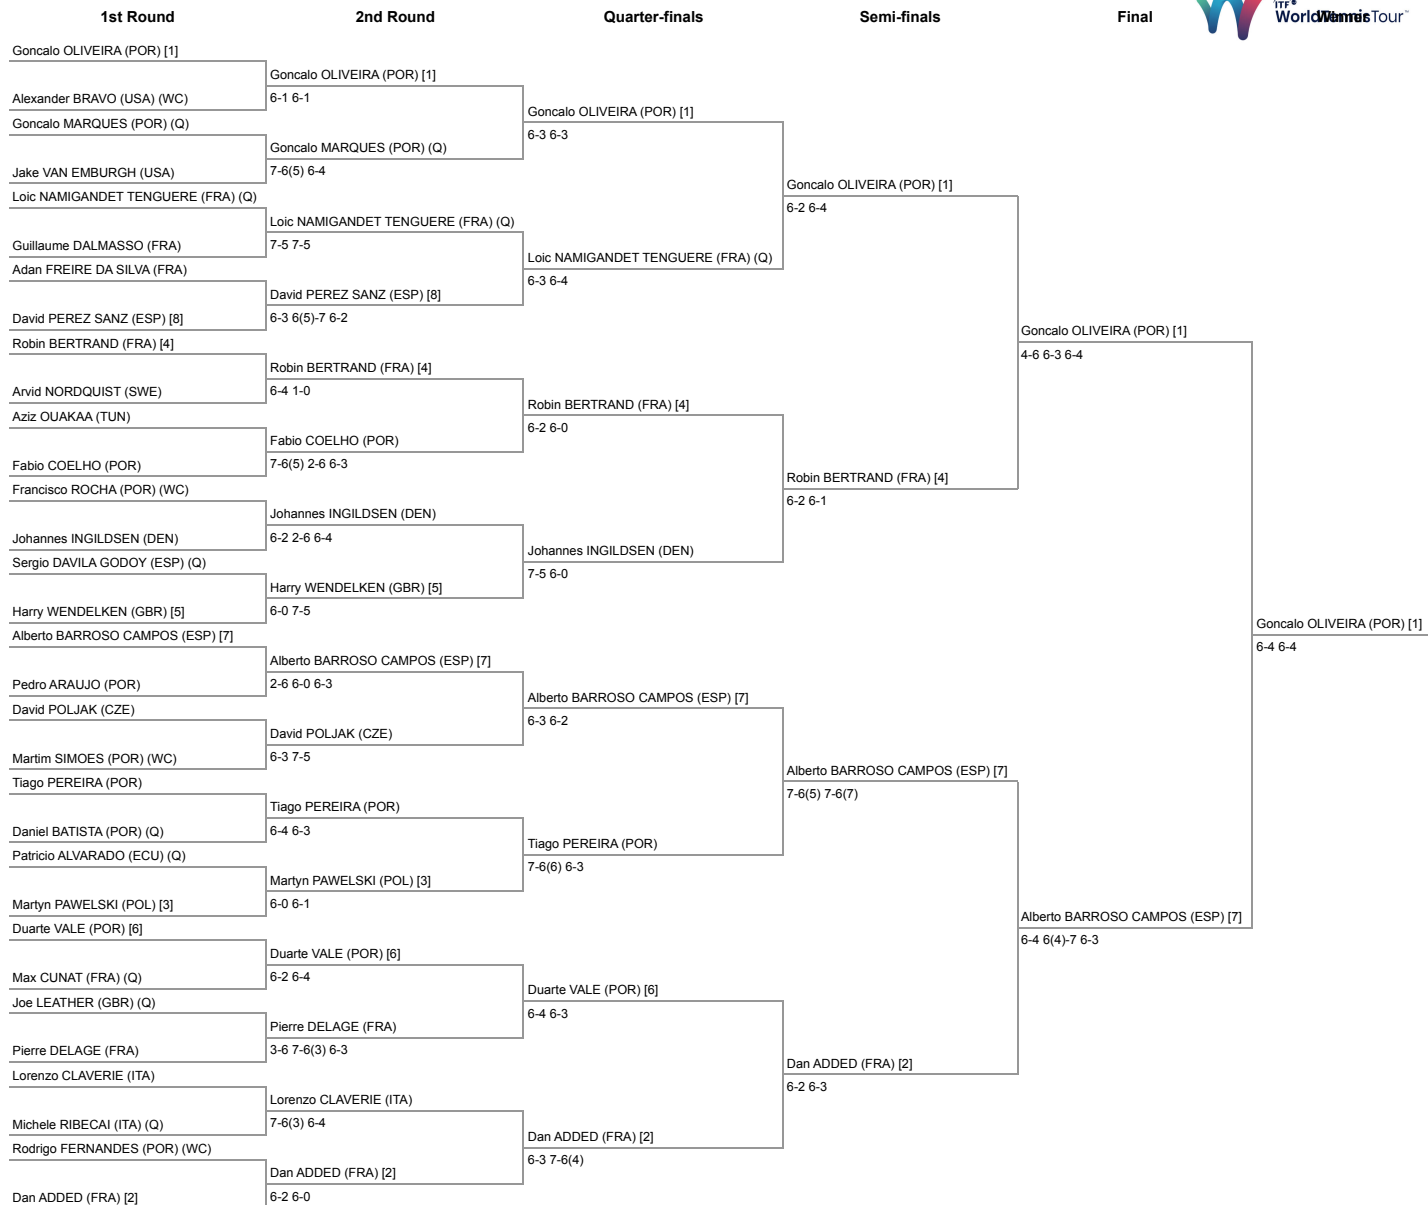 1st Round
2nd Round
Quarter-finals
Semi-finals
Final
ITF®
World Tennis Tour
Winner
Goncalo OLIVEIRA (POR) [1]
Alexander BRAVO (USA) (WC)
Goncalo MARQUES (POR) (Q)
Jake VAN EMBURGH (USA)
Loic NAMIGANDET TENGUERE (FRA) (Q)
Guillaume DALMASSO (FRA)
Adan FREIRE DA SILVA (FRA)
David PEREZ SANZ (ESP) [8]
Robin BERTRAND (FRA) [4]
Arvid NORDQUIST (SWE)
Aziz OUAKAA (TUN)
Fabio COELHO (POR)
Francisco ROCHA (POR) (WC)
Johannes INGILDSEN (DEN)
Sergio DAVILA GODOY (ESP) (Q)
Harry WENDELKEN (GBR) [5]
Alberto BARROSO CAMPOS (ESP) [7]
Pedro ARAUJO (POR)
David POLJAK (CZE)
Martim SIMOES (POR) (WC)
Tiago PEREIRA (POR)
Daniel BATISTA (POR) (Q)
Patricio ALVARADO (ECU) (Q)
Martyn PAWELSKI (POL) [3]
Duarte VALE (POR) [6]
Max CUNAT (FRA) (Q)
Joe LEATHER (GBR) (Q)
Pierre DELAGE (FRA)
Lorenzo CLAVERIE (ITA)
Michele RIBECAI (ITA) (Q)
Rodrigo FERNANDES (POR) (WC)
Dan ADDED (FRA) [2]
Goncalo OLIVEIRA (POR) [1]
6-1 6-1
Goncalo MARQUES (POR) (Q)
7-6(5) 6-4
Loic NAMIGANDET TENGUERE (FRA) (Q)
7-5 7-5
David PEREZ SANZ (ESP) [8]
6-3 6(5)-7 6-2
Robin BERTRAND (FRA) [4]
6-4 1-0
Fabio COELHO (POR)
7-6(5) 2-6 6-3
Johannes INGILDSEN (DEN)
6-2 2-6 6-4
Harry WENDELKEN (GBR) [5]
6-0 7-5
Alberto BARROSO CAMPOS (ESP) [7]
2-6 6-0 6-3
David POLJAK (CZE)
6-3 7-5
Tiago PEREIRA (POR)
6-4 6-3
Martyn PAWELSKI (POL) [3]
6-0 6-1
Duarte VALE (POR) [6]
6-2 6-4
Pierre DELAGE (FRA)
3-6 7-6(3) 6-3
Lorenzo CLAVERIE (ITA)
7-6(3) 6-4
Dan ADDED (FRA) [2]
6-2 6-0
Goncalo OLIVEIRA (POR) [1]
6-3 6-3
Loic NAMIGANDET TENGUERE (FRA) (Q)
6-3 6-4
Robin BERTRAND (FRA) [4]
6-2 6-0
Johannes INGILDSEN (DEN)
7-5 6-0
Alberto BARROSO CAMPOS (ESP) [7]
6-3 6-2
Tiago PEREIRA (POR)
7-6(6) 6-3
Duarte VALE (POR) [6]
6-4 6-3
Dan ADDED (FRA) [2]
6-3 7-6(4)
Goncalo OLIVEIRA (POR) [1]
6-2 6-4
Robin BERTRAND (FRA) [4]
6-2 6-1
Alberto BARROSO CAMPOS (ESP) [7]
7-6(5) 7-6(7)
Dan ADDED (FRA) [2]
6-2 6-3
Goncalo OLIVEIRA (POR) [1]
4-6 6-3 6-4
Alberto BARROSO CAMPOS (ESP) [7]
6-4 6(4)-7 6-3
Goncalo OLIVEIRA (POR) [1]
6-4 6-4